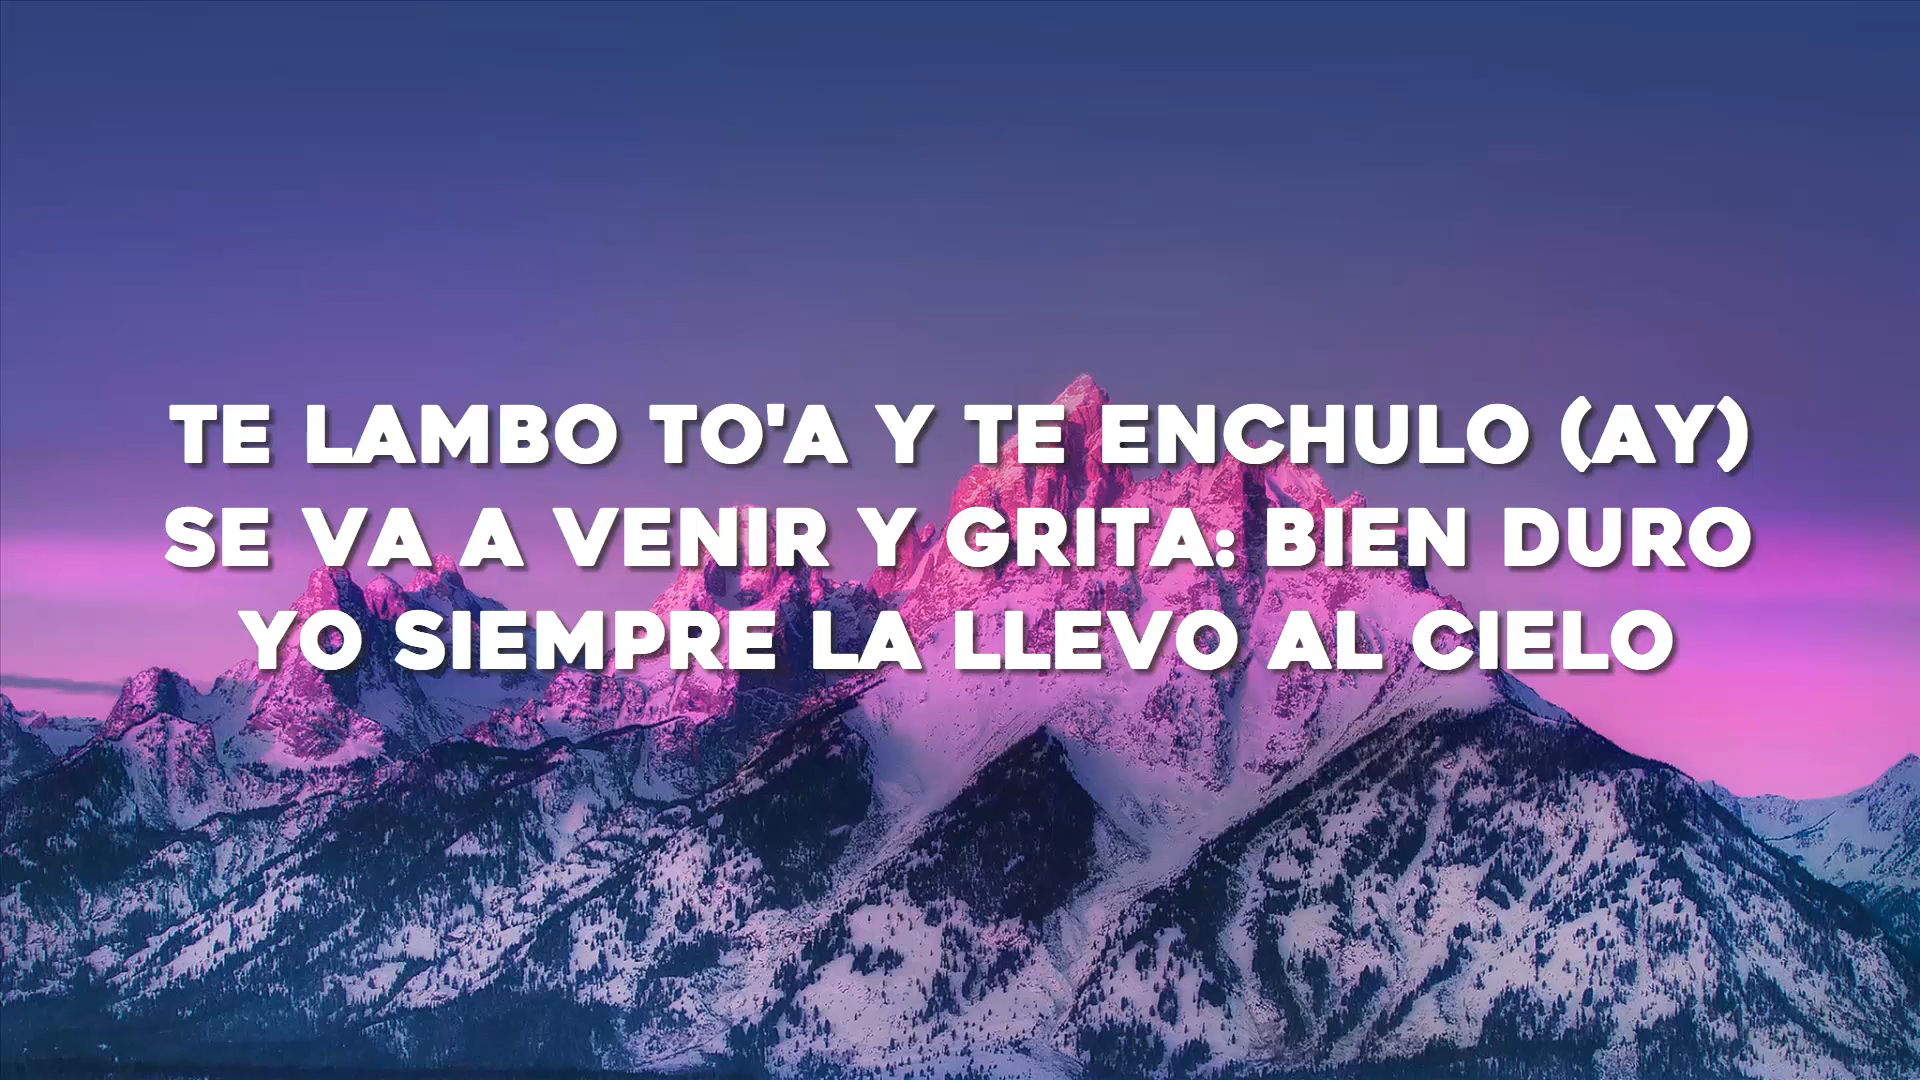 TE LAMBO TO'A Y TE ENCHULO (AY)
SE VA A VENIR Y GRITA: BIEN DURO
YO SIEMPRE LA LLEVO AL CIELO